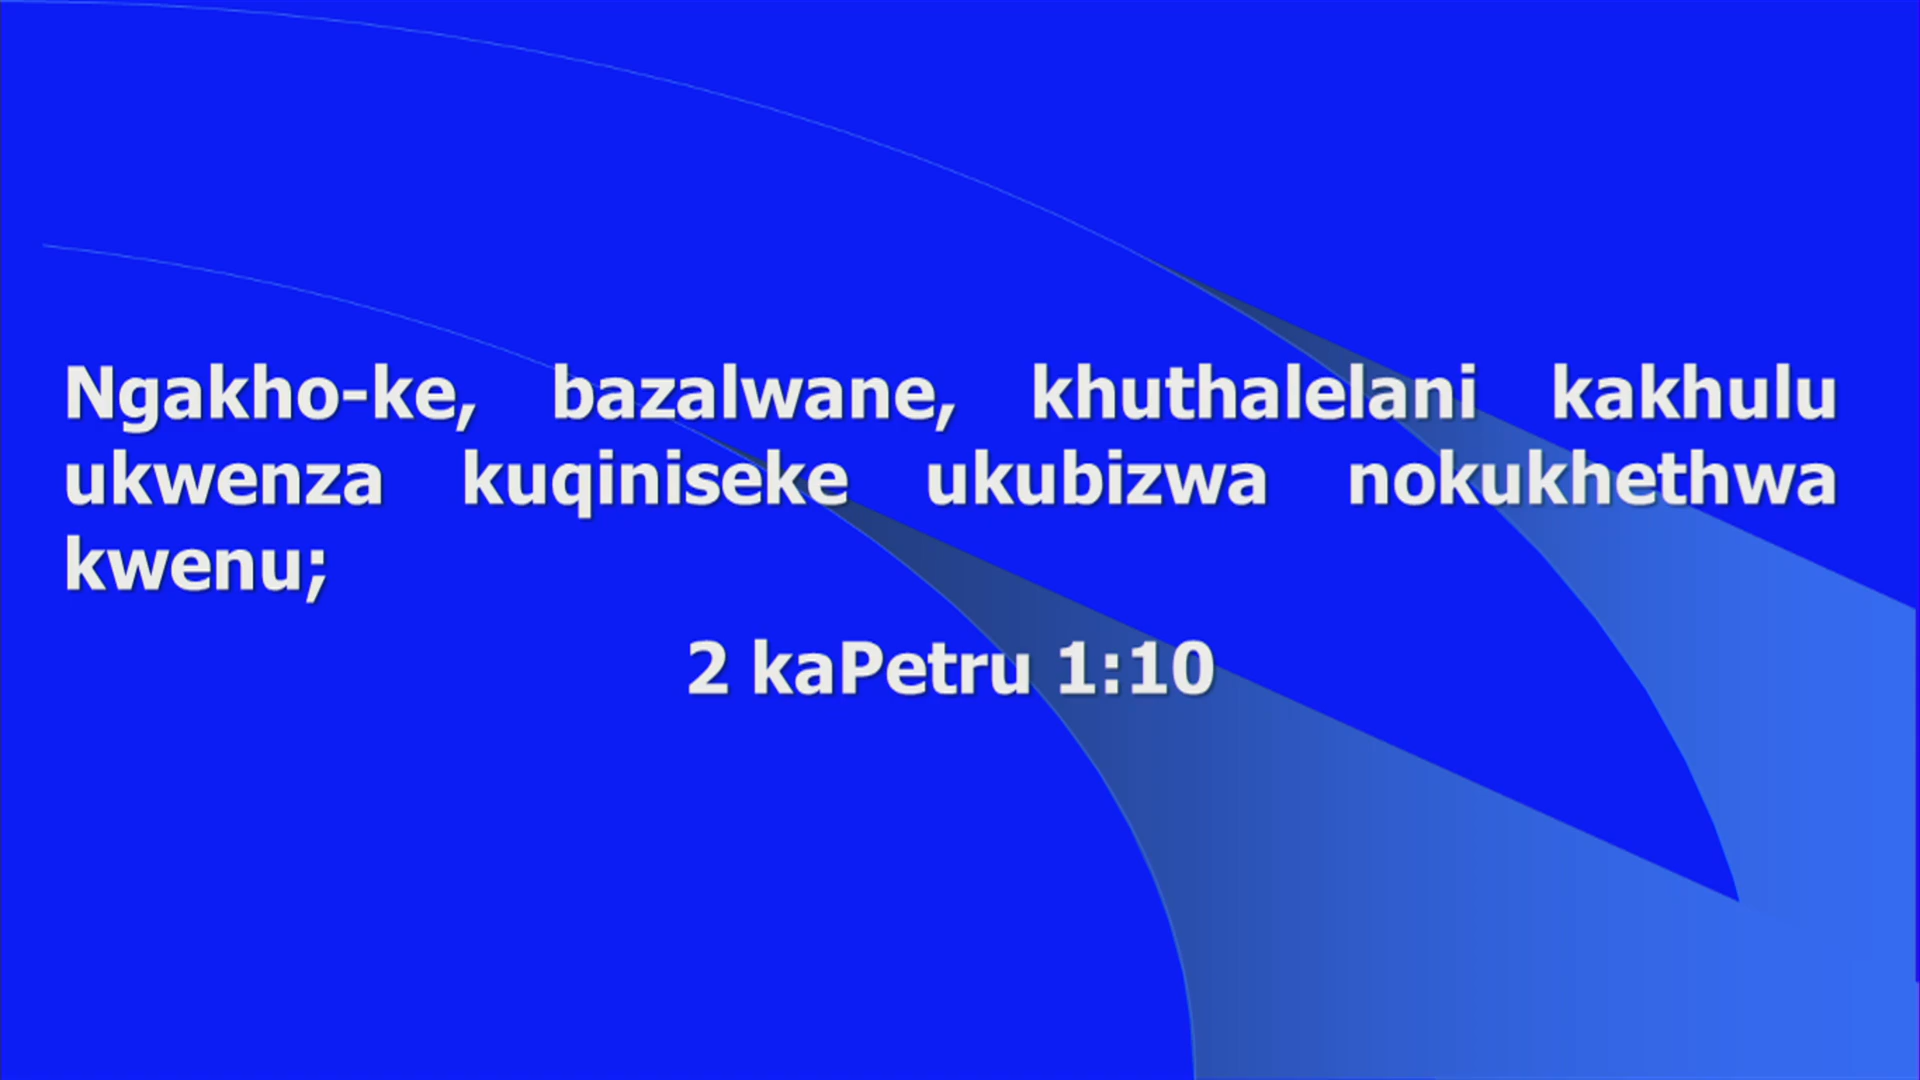 Ngakho-ke, bazalwane, khuthalelani kakhulu
ukwenza kuqiniseke ukubizwa nokukhethwa
kwenu;
2 kaPetru 1:10